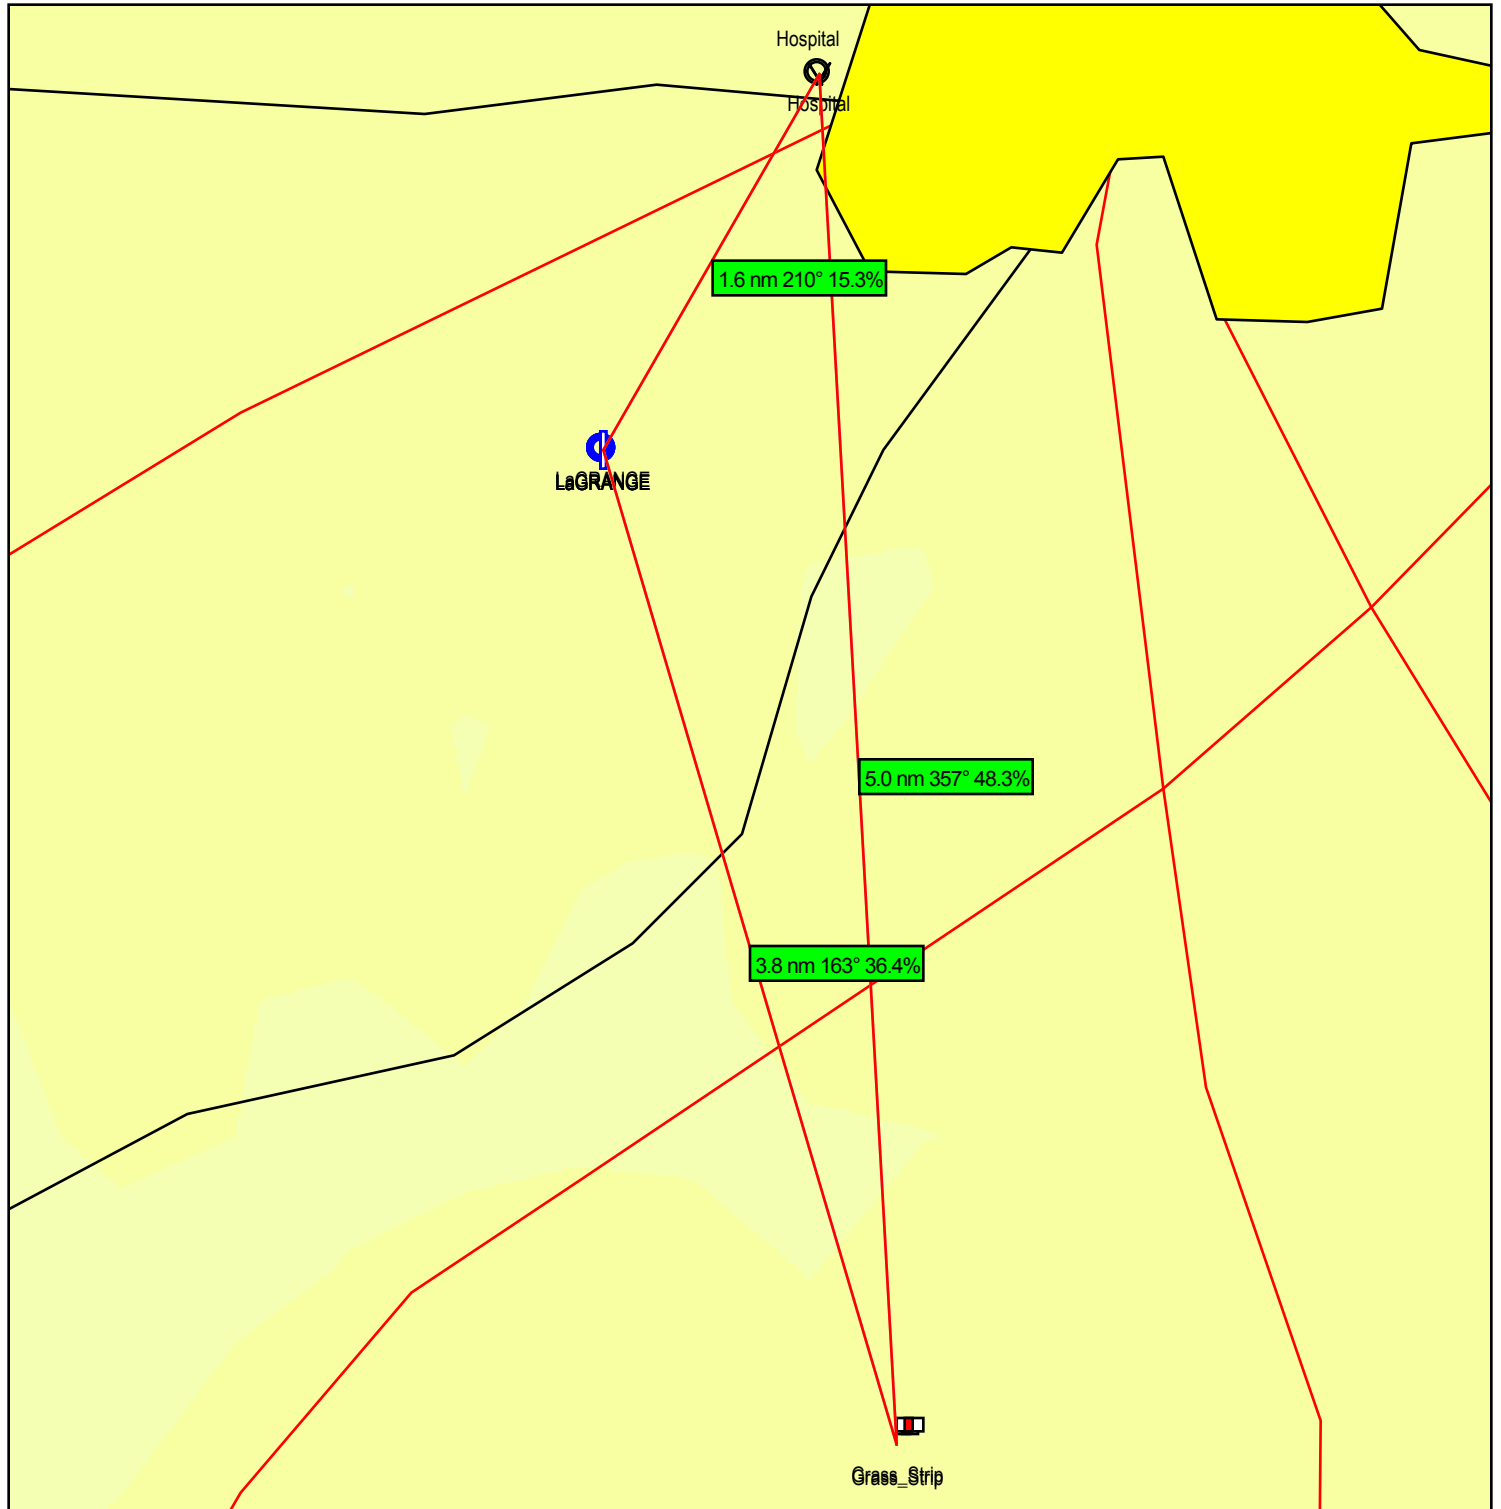 Hospital
Hospital
1.6 nm 210° 15.3%
LaGRANGE
5.0 nm 357° 48.3%
3.8 nm 163° 36.4%
Grass_Strip